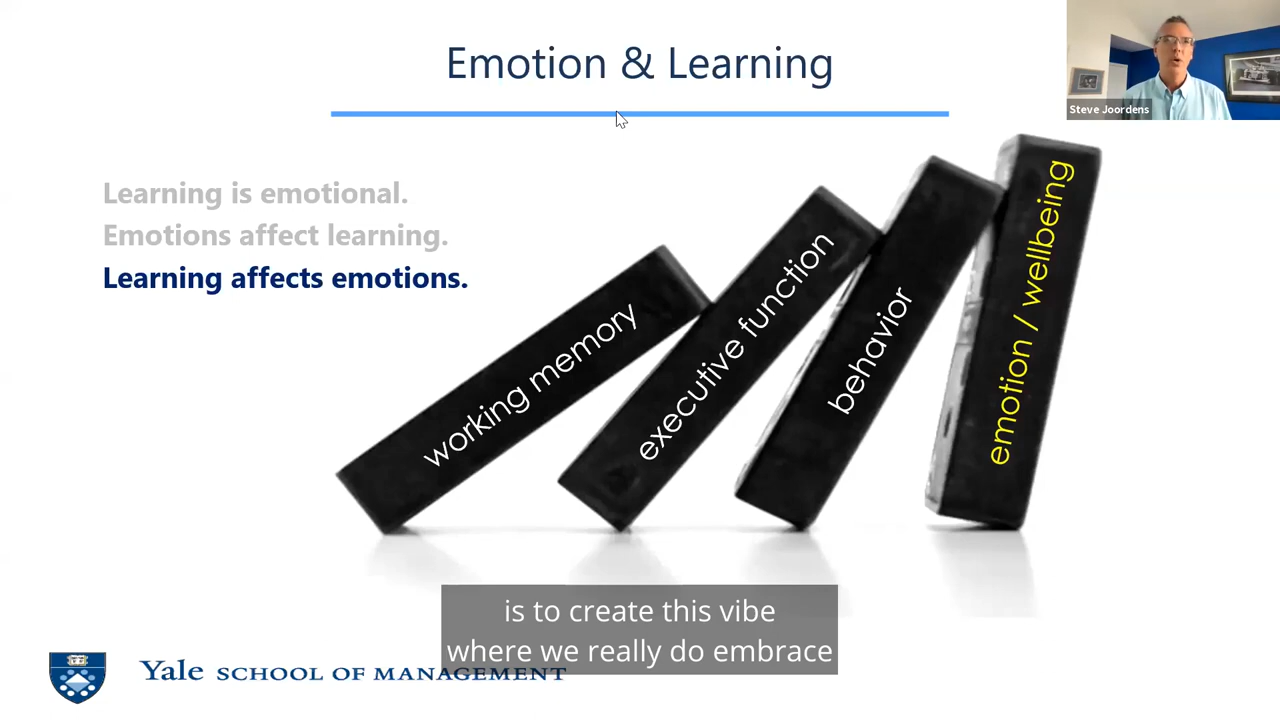 Emotion & Learning
Steve Joordens
Learning is emotional.
Emotions affect learning.
Learning affects emotions.
working memory
executive function
behavior
emotion / wellbeing
is to create this vibe
where we really do embrace
Yale SCHOOL OF MANAGEMENT